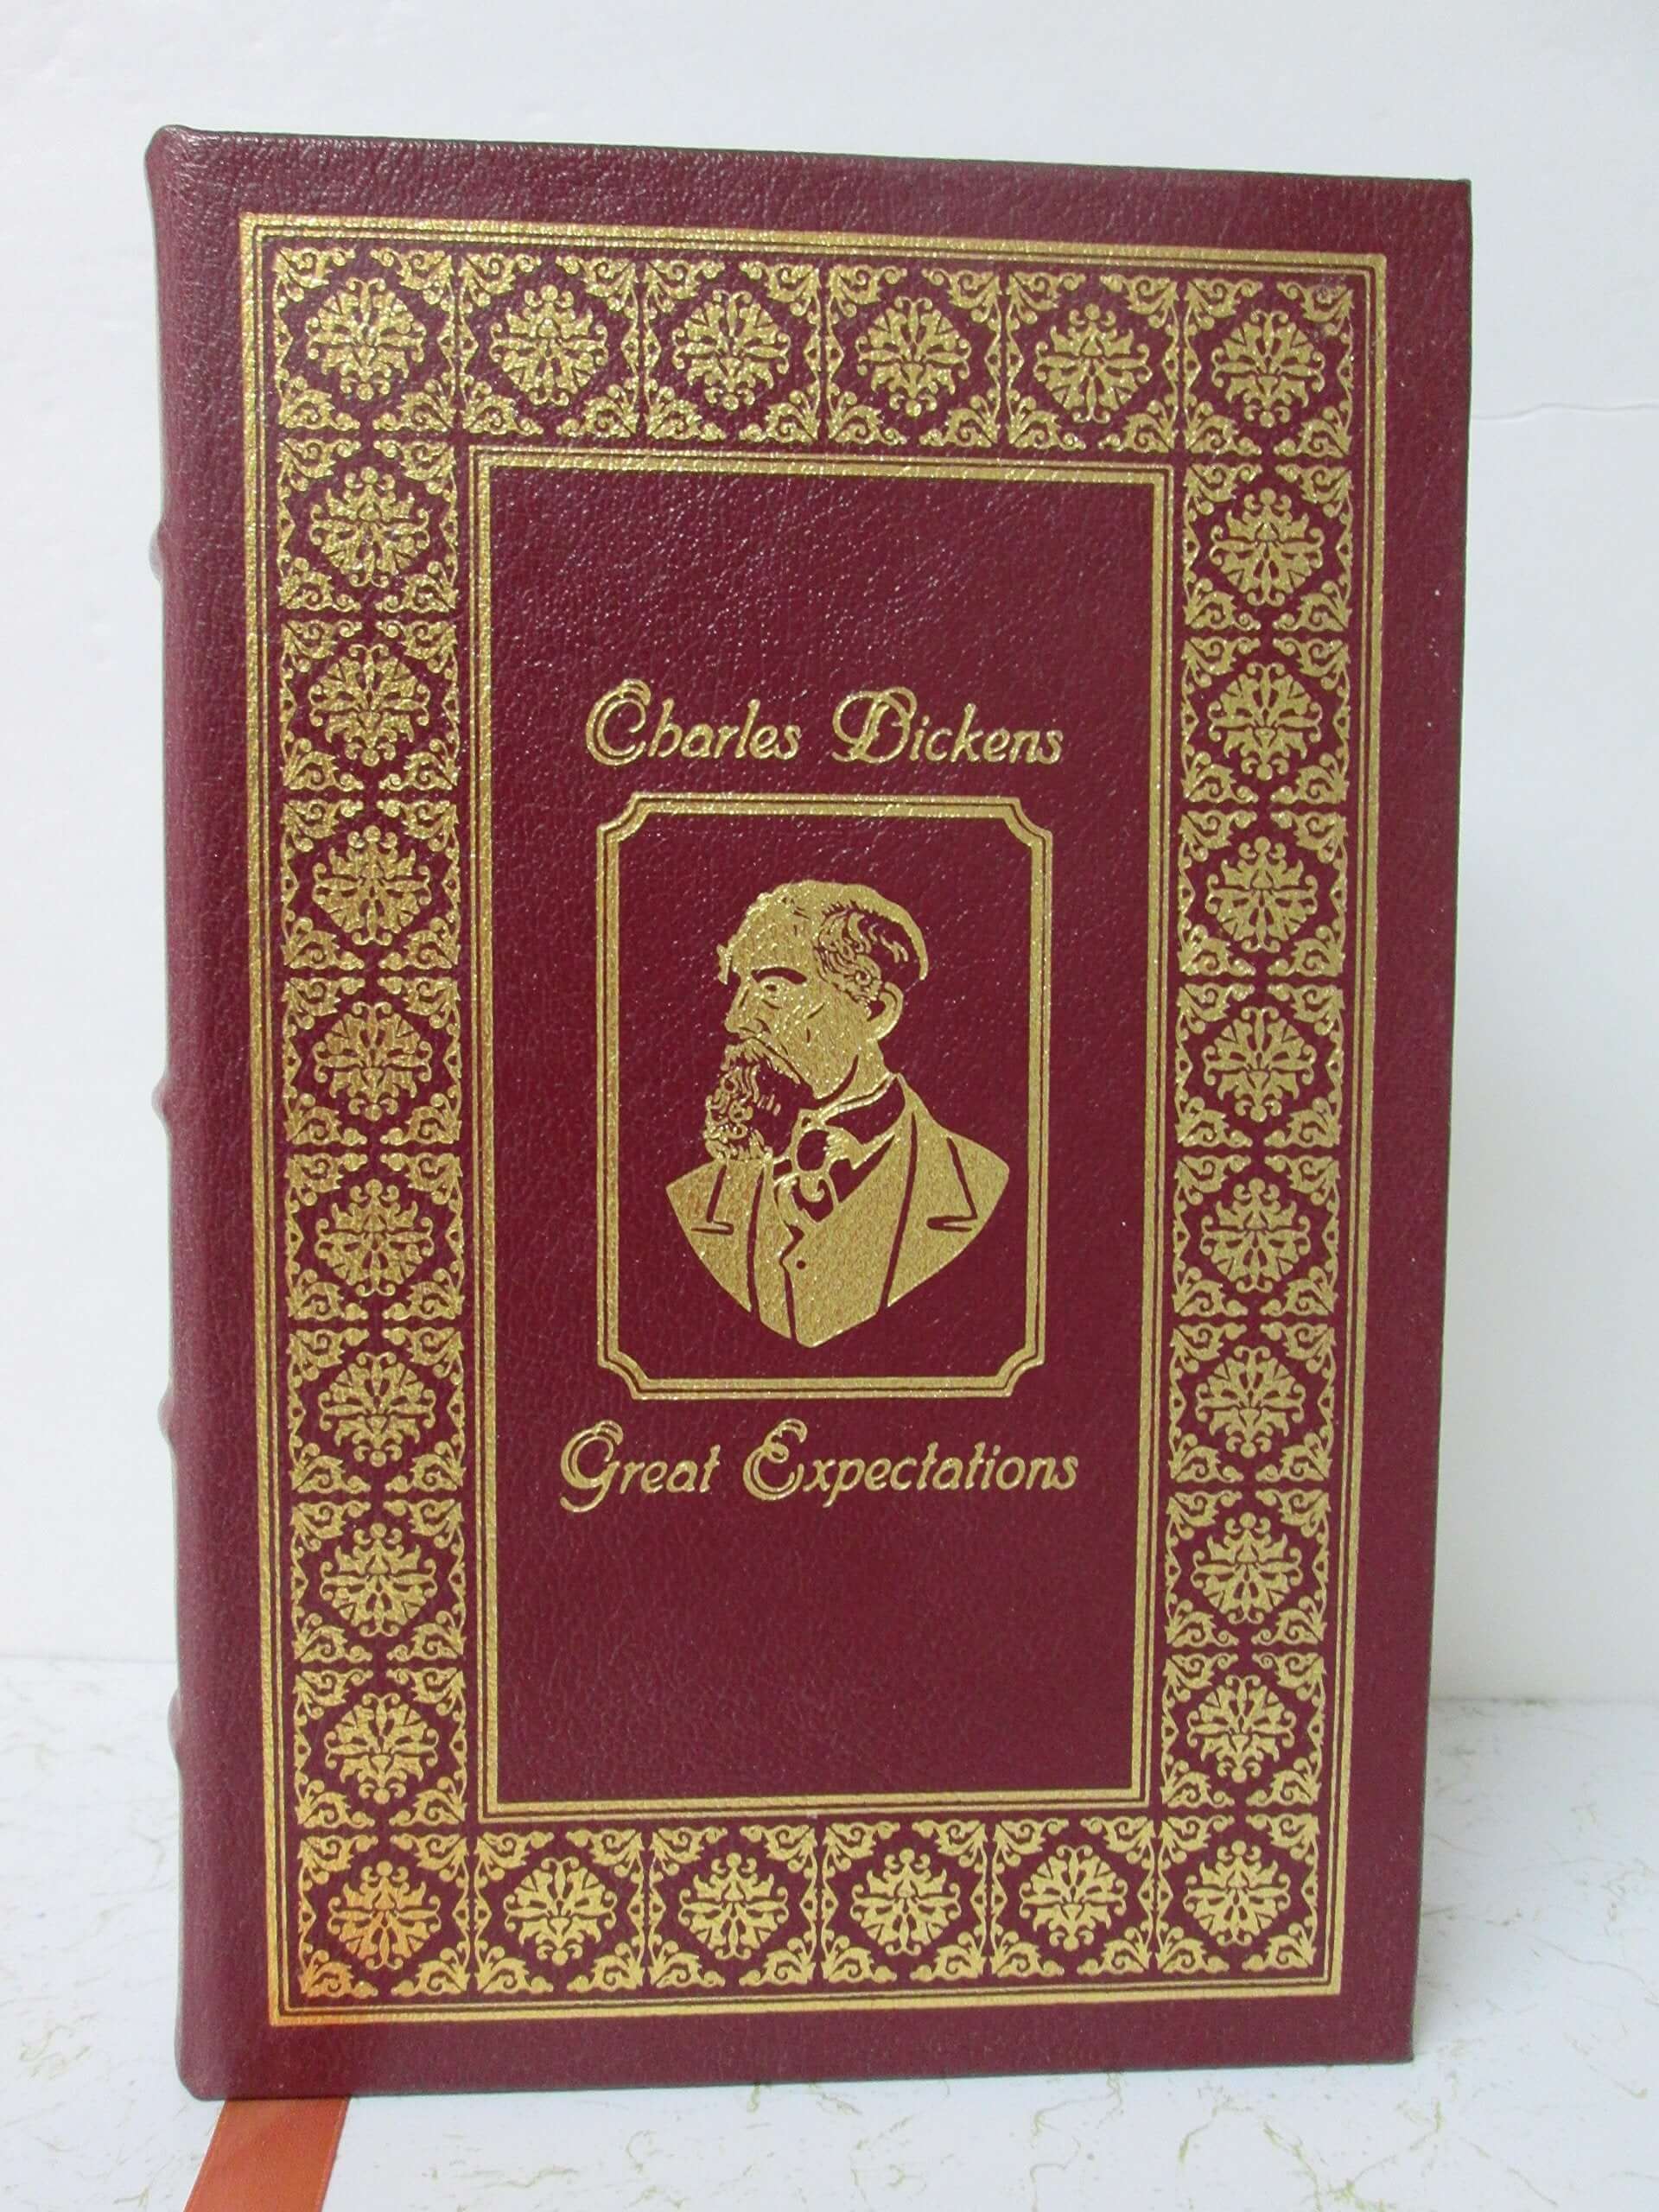 Charles Dickens
Great Expectations